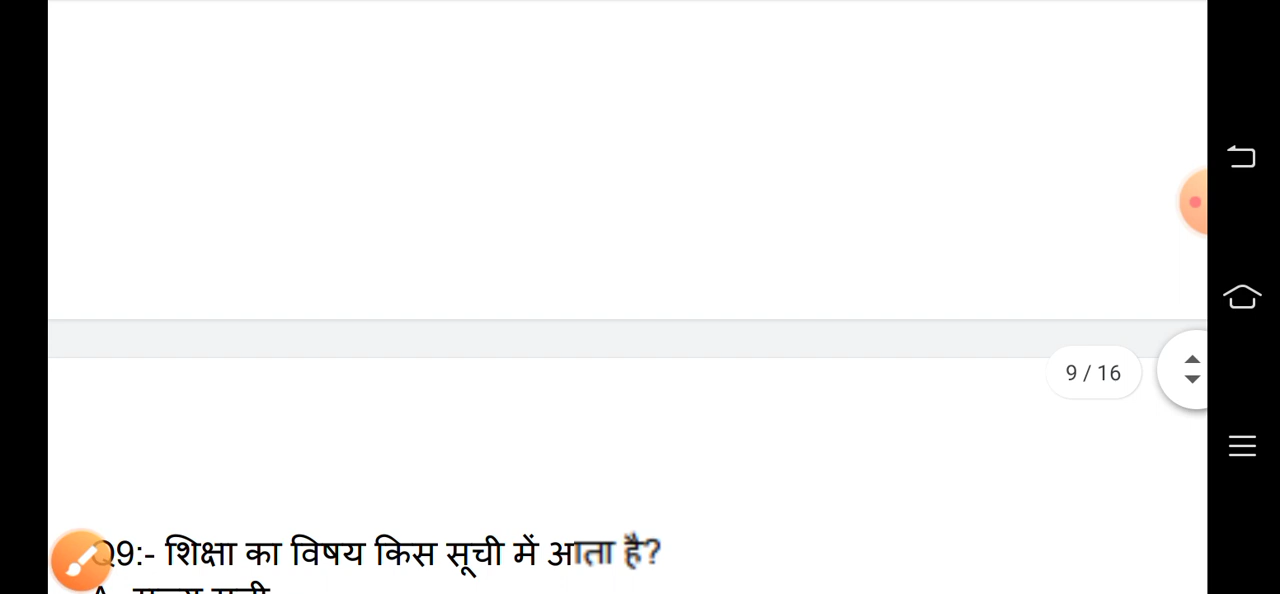 9 / 16
Q9:- शिक्षा का विषय किस सूची में आता है?